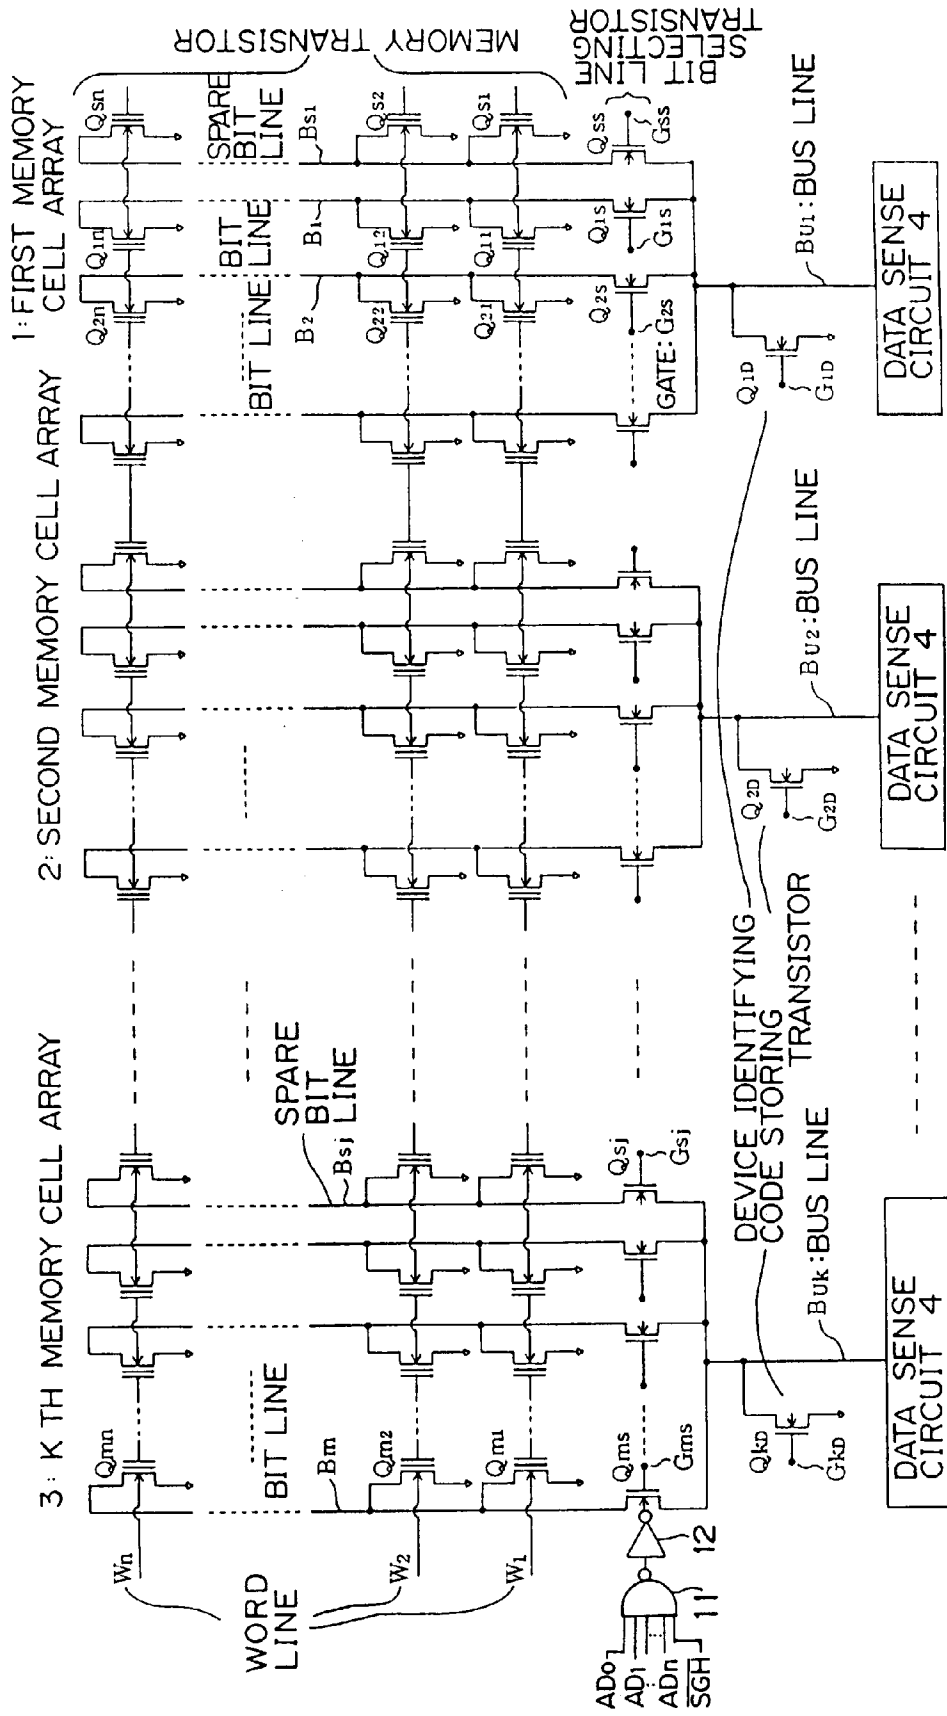 3: K TH MEMORY CELL ARRAY
2: SECOND MEMORY CELL ARRAY
1: FIRST MEMORY
CELL ARRAY
Wn
Qmn
Q2n
Q1n
Qsn
WORD
LINE
BIT LINE
SPARE
BIT
LINE
BIT LINE
BIT
LINE
SPARE
BIT
LINE
MEMORY TRANSISTOR
Bm
Bsj
B2
B1
Bs1
W2
Qm2
Q22
Q12
Qs2
W1
Qm1
Q21
Q11
Qs1
Qms
Gms
Qsj
Gsj
Q2s
GATE: G2s
Q1s
G1s
Qss
Gss
BIT LINE
SELECTING
TRANSISTOR
AD0
AD1
ADn
SGH
11
12
DEVICE IDENTIFYING
CODE STORING
TRANSISTOR
QkD
GkD
BUk: BUS LINE
Q2D
G2D
BU2: BUS LINE
Q1D
G1D
BU1: BUS LINE
DATA SENSE
CIRCUIT 4
DATA SENSE
CIRCUIT 4
DATA SENSE
CIRCUIT 4